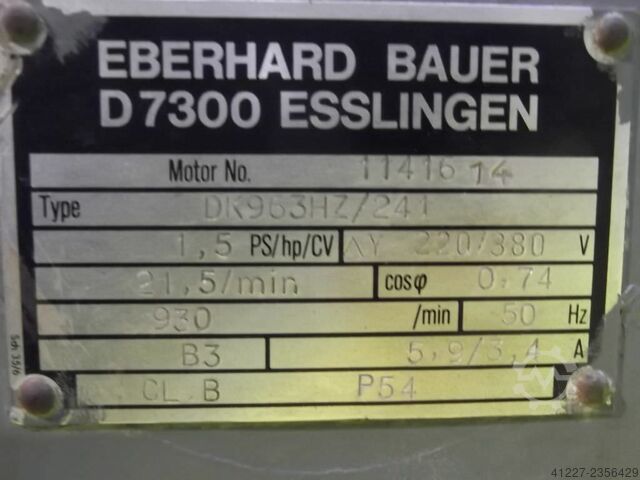 EBERHARD BAUER
D7300 ESSLINGEN
Motor No. 11416 14
Type DK963HZ/241
1,5 PS/hp/CV ΔY 220/380 V
21,5/min cosφ 0.74
930 /min 50 Hz
B3 5,9/3,4 A
CL.B P54
41227-2356429